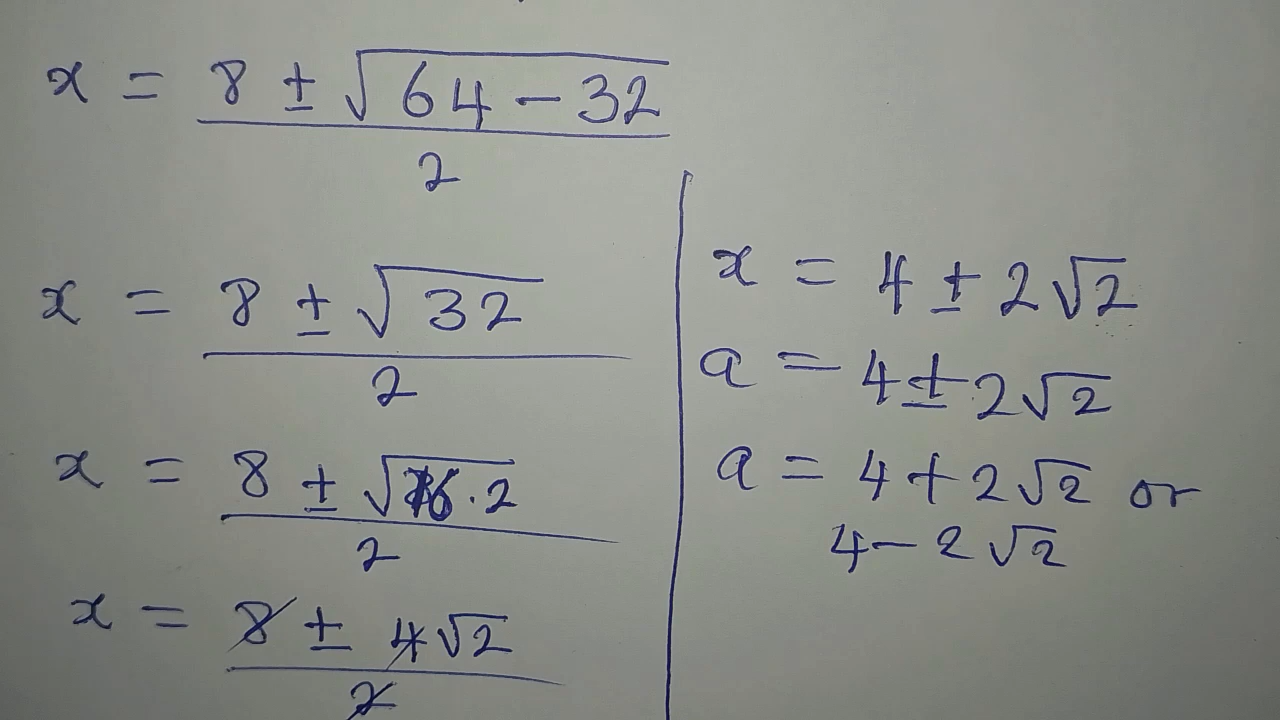 x = 8 ± √64 - 32
2
x = 8 ± √32
2
x = 8 ± √16.2
2
x = 8 ± 4√2
2
x = 4 ± 2√2
a = 4 ± 2√2
a = 4 + 2√2 or
4 - 2√2